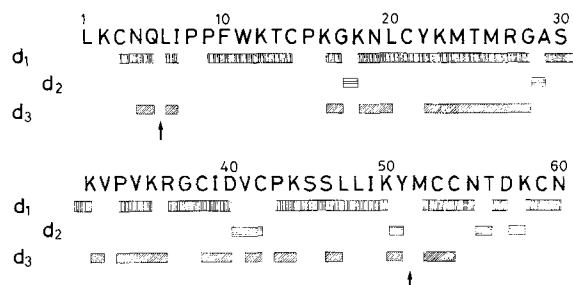 1 10 20 30
LKCNQLIPPFWKTCPKGKNLCYKMTMRGAS
d1
d2
d3
40 50 60
KVPVKRGCIDVCPKSSLLIKYMCCNTDKCN
d1
d2
d3